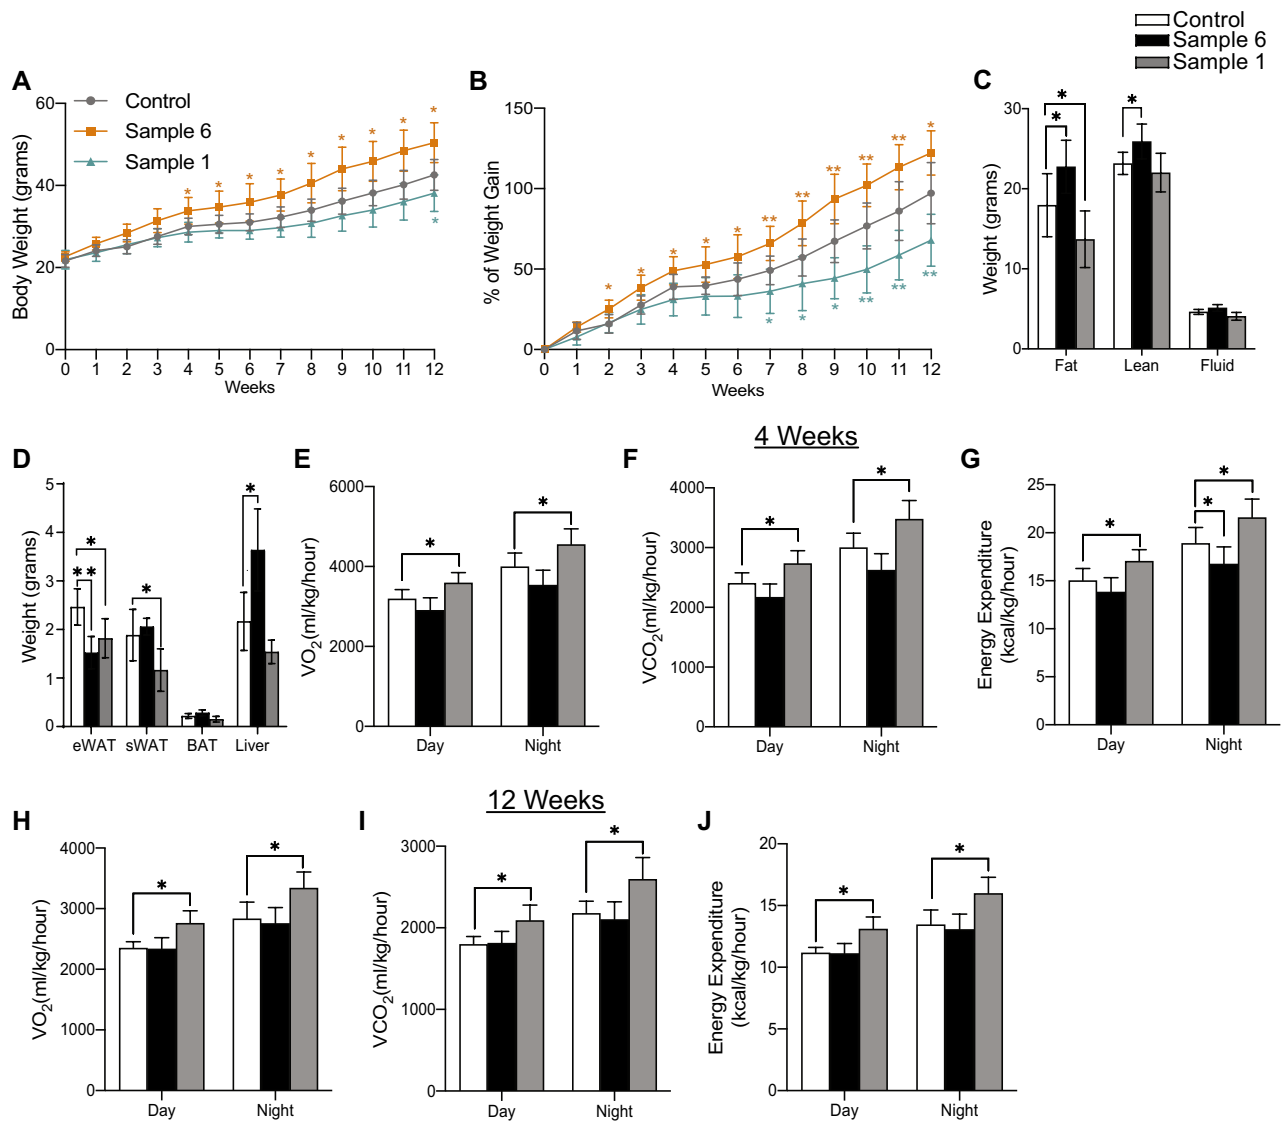 Control
Sample 6
Sample 1
A
Body Weight (grams)
60
40
20
0
Control
Sample 6
Sample 1
* * * * * * * * *
*
0 1 2 3 4 5 6 7 8 9 10 11 12
Weeks
B
% of Weight Gain
150
100
50
0
* * * * * ** ** ** ** ** *
* * * ** ** **
0 1 2 3 4 5 6 7 8 9 10 11 12
Weeks
C
Weight (grams)
30
20
10
0
* * *
Fat Lean Fluid
D
Weight (grams)
5
4
3
2
1
0
* ** * *
eWAT sWAT BAT Liver
4 Weeks
E
VO2(ml/kg/hour)
6000
4000
2000
0
* *
Day Night
F
VCO2(ml/kg/hour)
4000
3000
2000
1000
0
* *
Day Night
G
Energy Expenditure
(kcal/kg/hour)
25
20
15
10
5
0
* * *
Day Night
12 Weeks
H
VO2(ml/kg/hour)
4000
3000
2000
1000
0
* *
Day Night
I
VCO2(ml/kg/hour)
3000
2000
1000
0
* *
Day Night
J
Energy Expenditure
(kcal/kg/hour)
20
15
10
5
0
* *
Day Night